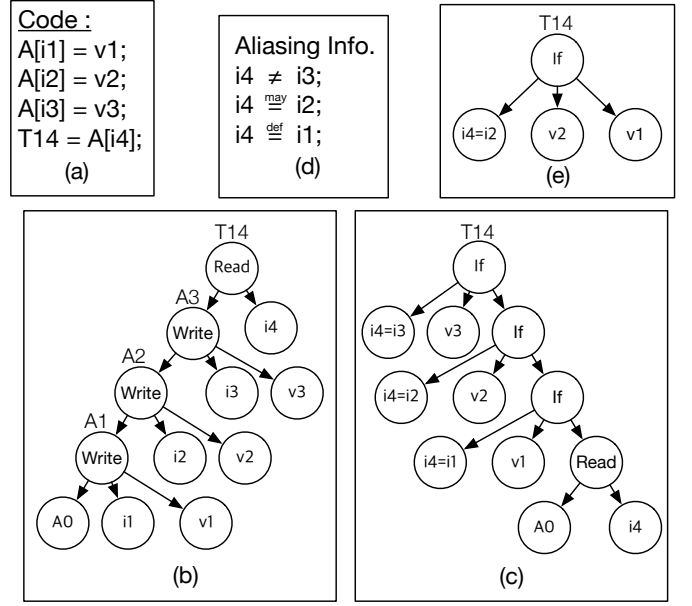 Code :
A[i1] = v1;
A[i2] = v2;
A[i3] = v3;
T14 = A[i4];
(a)
Aliasing Info.
i4 ≠ i3;
i4 may= i2;
i4 def= i1;
(d)
T14
If
i4=i2 v2 v1
(e)
T14
Read
A3
Write i4
A2
Write i3 v3
A1
Write i2 v2
A0 i1 v1
(b)
T14
If
i4=i3 v3 If
i4=i2 v2 If
i4=i1 v1 Read
A0 i4
(c)